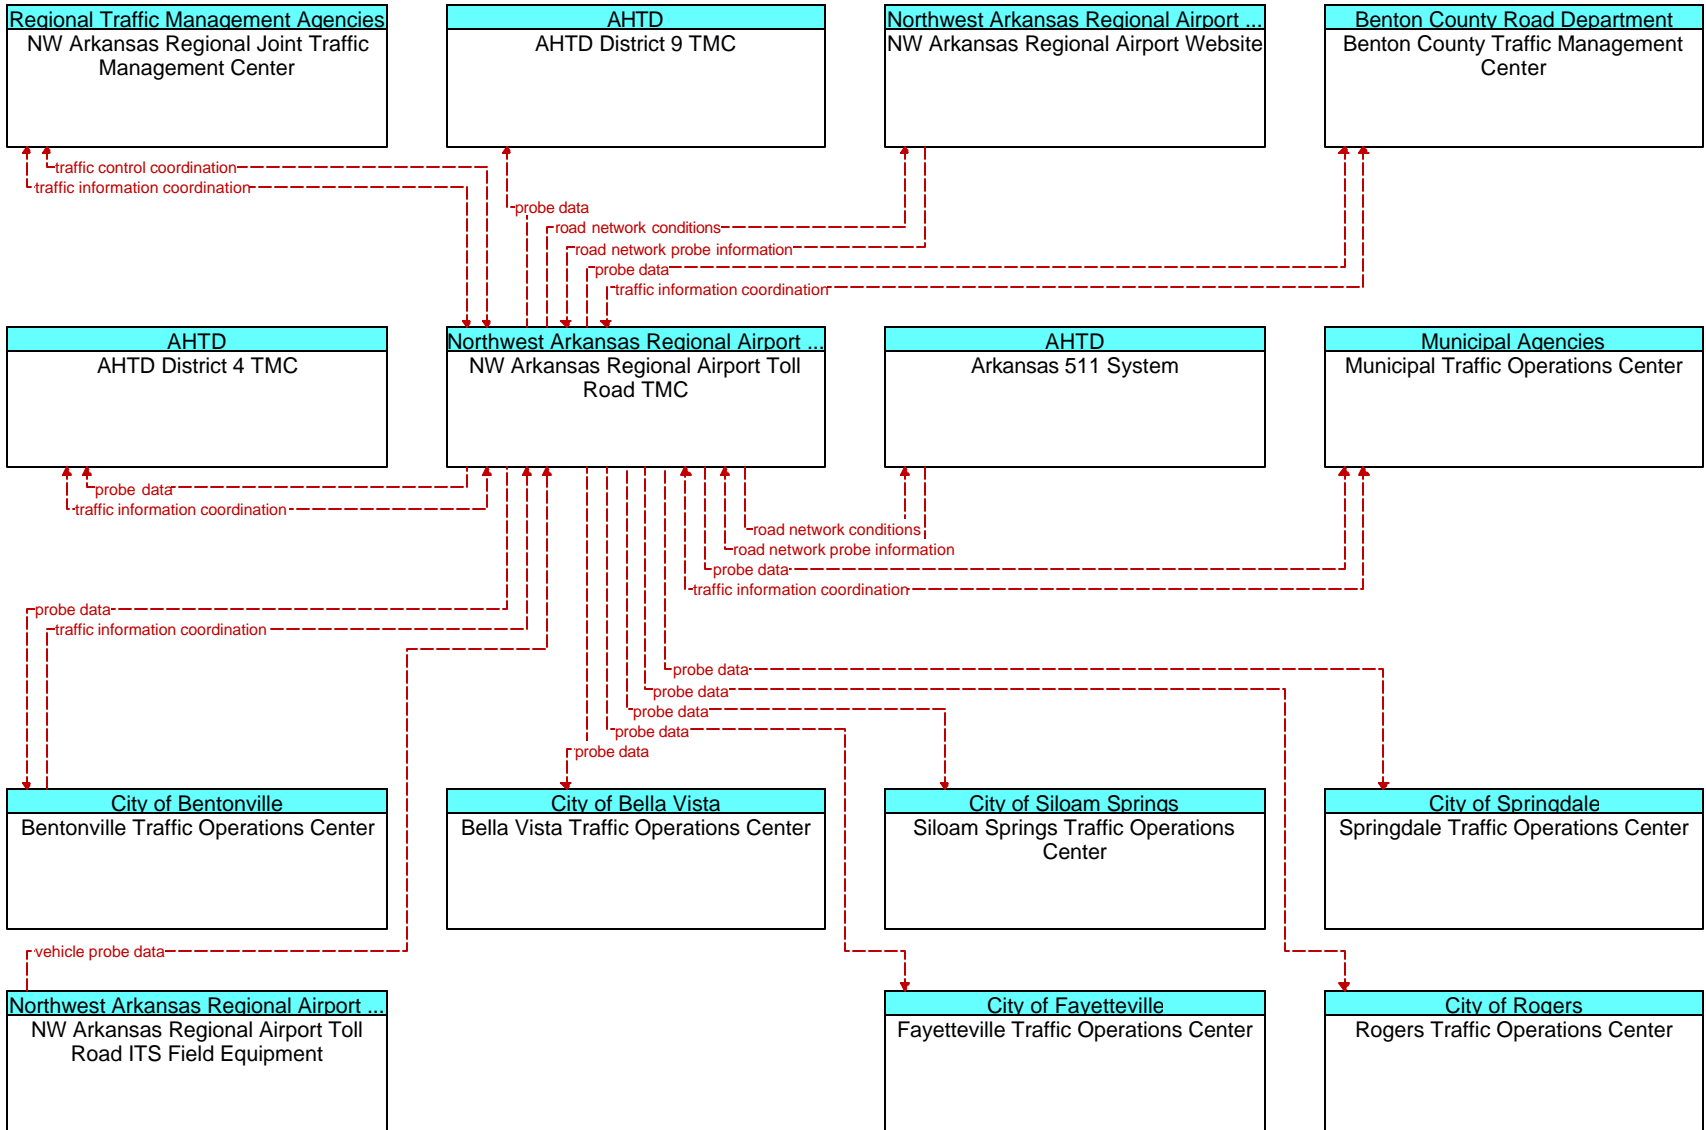 Regional Traffic Management Agencies
NW Arkansas Regional Joint Traffic
Management Center
AHTD
AHTD District 9 TMC
Northwest Arkansas Regional Airport ...
NW Arkansas Regional Airport Website
Benton County Road Department
Benton County Traffic Management
Center
traffic control coordination
traffic information coordination
probe data
road network conditions
road network probe information
probe data
traffic information coordination
AHTD
AHTD District 4 TMC
Northwest Arkansas Regional Airport ...
NW Arkansas Regional Airport Toll
Road TMC
AHTD
Arkansas 511 System
Municipal Agencies
Municipal Traffic Operations Center
probe data
traffic information coordination
road network conditions
road network probe information
probe data
traffic information coordination
probe data
traffic information coordination
probe data
probe data
probe data
probe data
probe data
City of Bentonville
Bentonville Traffic Operations Center
City of Bella Vista
Bella Vista Traffic Operations Center
City of Siloam Springs
Siloam Springs Traffic Operations
Center
City of Springdale
Springdale Traffic Operations Center
vehicle probe data
Northwest Arkansas Regional Airport ...
NW Arkansas Regional Airport Toll
Road ITS Field Equipment
City of Fayetteville
Fayetteville Traffic Operations Center
City of Rogers
Rogers Traffic Operations Center